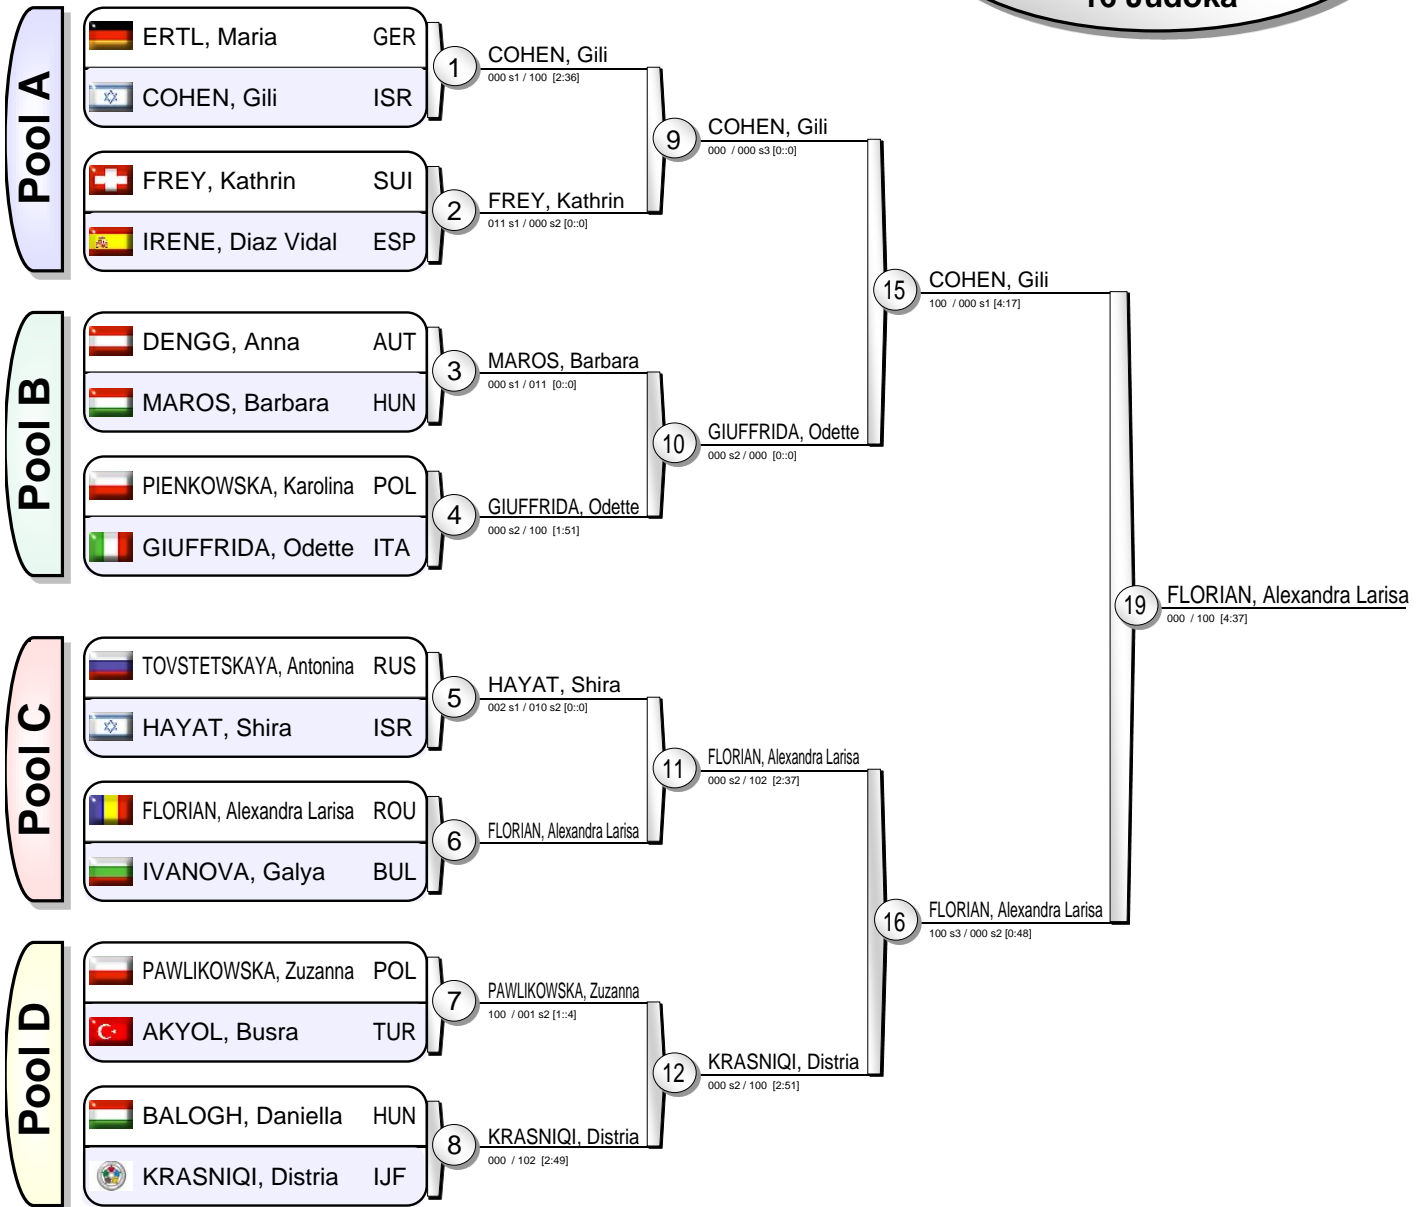 16 Judoka
Pool A
ERTL, Maria GER
COHEN, Gili ISR
FREY, Kathrin SUI
IRENE, Diaz Vidal ESP
Pool B
DENGG, Anna AUT
MAROS, Barbara HUN
PIENKOWSKA, Karolina POL
GIUFFRIDA, Odette ITA
Pool C
TOVSTETSKAYA, Antonina RUS
HAYAT, Shira ISR
FLORIAN, Alexandra Larisa ROU
IVANOVA, Galya BUL
Pool D
PAWLIKOWSKA, Zuzanna POL
AKYOL, Busra TUR
BALOGH, Daniella HUN
KRASNIQI, Distria IJF
1
COHEN, Gili
000 s1 / 100 [2:36]
2
FREY, Kathrin
011 s1 / 000 s2 [0::0]
3
MAROS, Barbara
000 s1 / 011 [0::0]
4
GIUFFRIDA, Odette
000 s2 / 100 [1:51]
5
HAYAT, Shira
002 s1 / 010 s2 [0::0]
6
FLORIAN, Alexandra Larisa
7
PAWLIKOWSKA, Zuzanna
100 / 001 s2 [1::4]
8
KRASNIQI, Distria
000 / 102 [2:49]
9
COHEN, Gili
000 / 000 s3 [0::0]
10
GIUFFRIDA, Odette
000 s2 / 000 [0::0]
11
FLORIAN, Alexandra Larisa
000 s2 / 102 [2:37]
12
KRASNIQI, Distria
000 s2 / 100 [2:51]
15
COHEN, Gili
100 / 000 s1 [4:17]
16
FLORIAN, Alexandra Larisa
100 s3 / 000 s2 [0:48]
19
FLORIAN, Alexandra Larisa
000 / 100 [4:37]